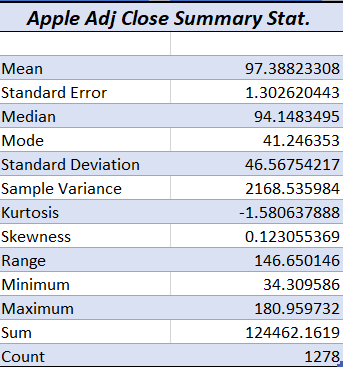 Apple Adj Close Summary Stat.
Mean 97.38823308
Standard Error 1.302620443
Median 94.1483495
Mode 41.246353
Standard Deviation 46.56754217
Sample Variance 2168.535984
Kurtosis -1.580637888
Skewness 0.123055369
Range 146.650146
Minimum 34.309586
Maximum 180.959732
Sum 124462.1619
Count 1278